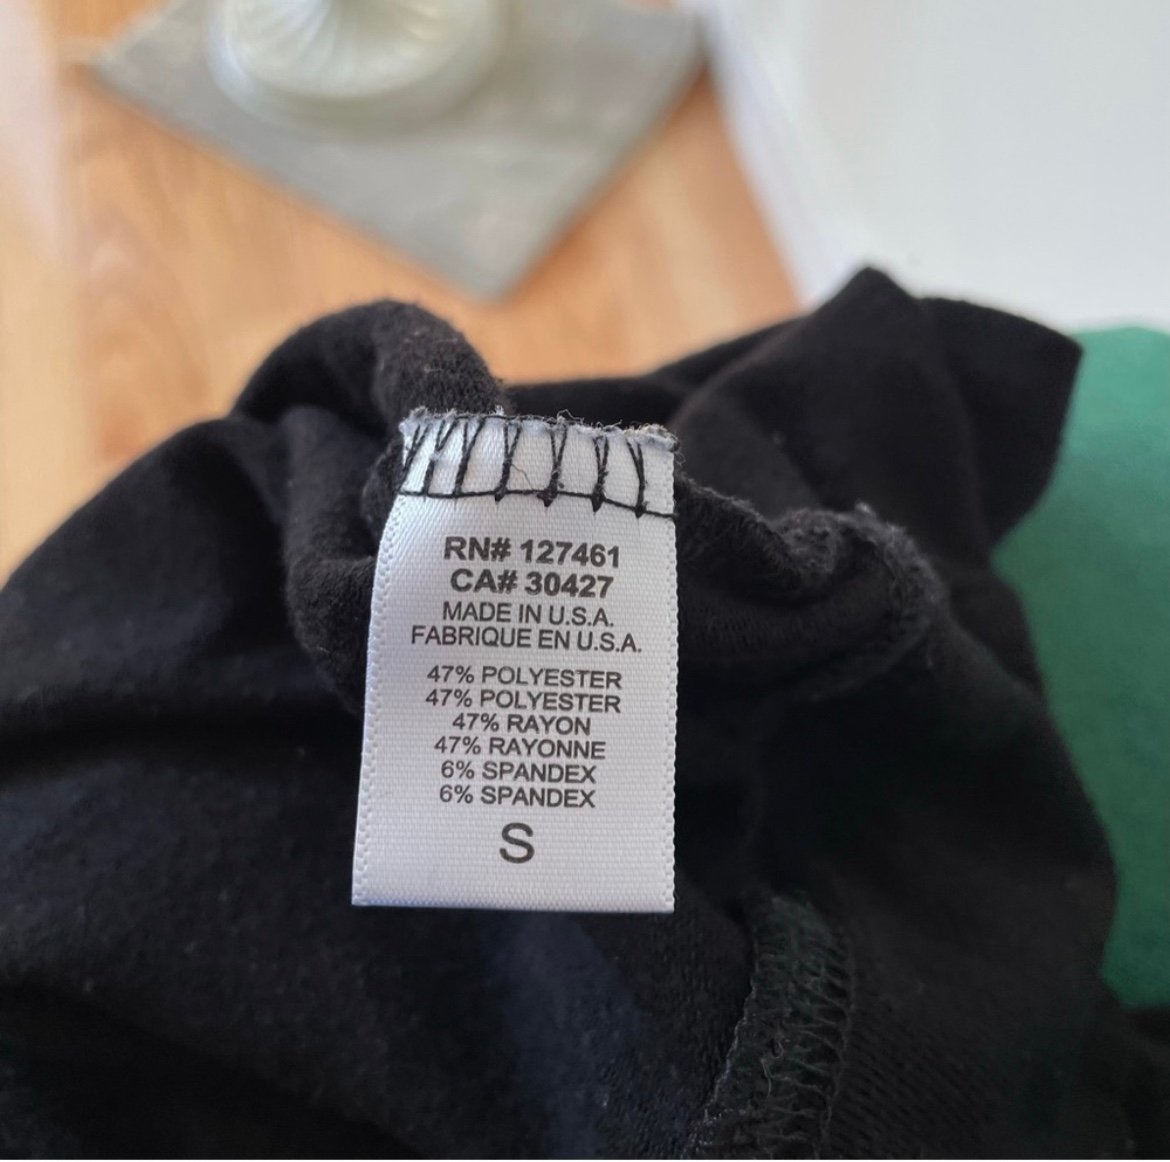 RN# 127461
CA# 30427
MADE IN U.S.A.
FABRIQUE EN U.S.A.
47% POLYESTER
47% POLYESTER
47% RAYON
47% RAYONNE
6% SPANDEX
6% SPANDEX
S